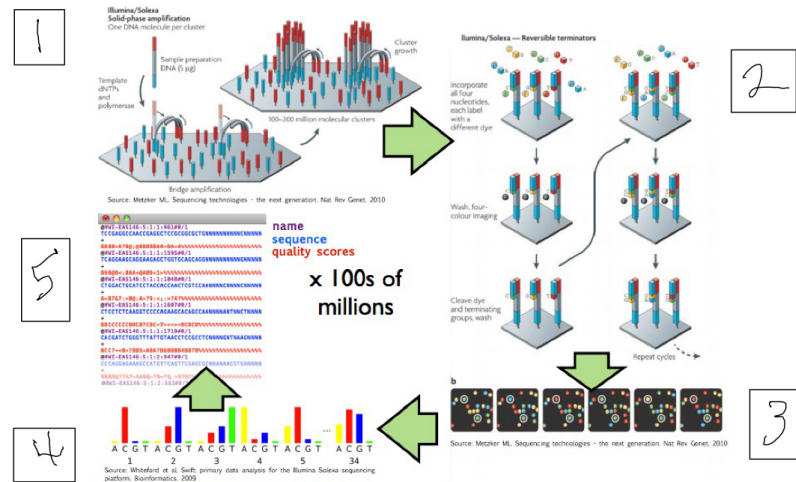 1
Illumina/Solexa
Solid-phase amplification
One DNA molecule per cluster
Sample preparation
DNA (5 µg)
Template
dNTPs
and
polymerase
Bridge amplification
Cluster
growth
100–200 million molecular clusters
Source: Metzker ML. Sequencing technologies - the next generation. Nat Rev Genet. 2010
2
Ilumina/Solexa — Reversible terminators
Incorporate
all four
nucleotides,
each label
with a
different dye
Wash, four-
colour imaging
Cleave dye
and terminating
groups, wash
Repeat cycles
b
Source: Metzker ML. Sequencing technologies - the next generation. Nat Rev Genet. 2010
3
A C G T A C G T A C G T A C G T A C G T ... A C G T
1 2 3 4 5 34
Source: Whiteford et al. Swift: primary data analysis for the Illumina Solexa sequencing
platform. Bioinformatics. 2009
4
5
name
sequence
quality scores
x 100s of
millions